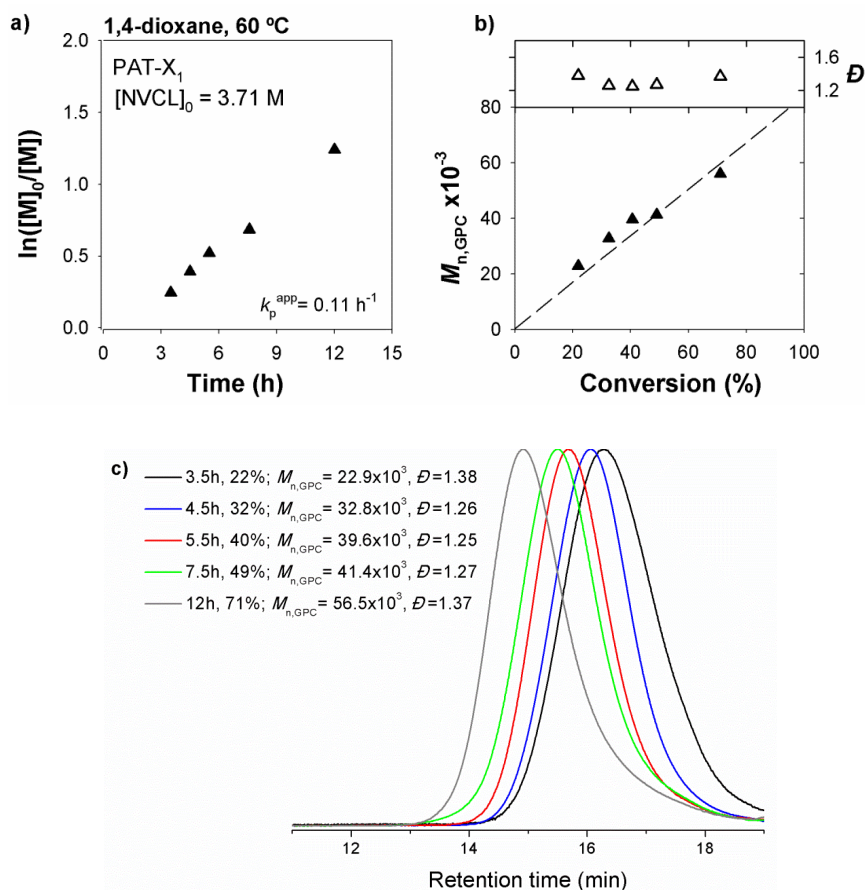 a)
1,4-dioxane, 60 ºC
2.0
1.5
1.0
0.5
0.0
ln([M]₀/[M])
PAT-X₁
[NVCL]₀ = 3.71 M
kₚᵃᵖᵖ= 0.11 h⁻¹
0 3 6 9 12 15
Time (h)
b)
1.6
1.2
Đ
80
60
40
20
0
Mn,GPC x10⁻³
0 20 40 60 80 100
Conversion (%)
c)
3.5h, 22%; Mn,GPC= 22.9x10³, Đ=1.38
4.5h, 32%; Mn,GPC= 32.8x10³, Đ=1.26
5.5h, 40%; Mn,GPC= 39.6x10³, Đ=1.25
7.5h, 49%; Mn,GPC= 41.4x10³, Đ=1.27
12h, 71%; Mn,GPC= 56.5x10³, Đ=1.37
12 14 16 18
Retention time (min)